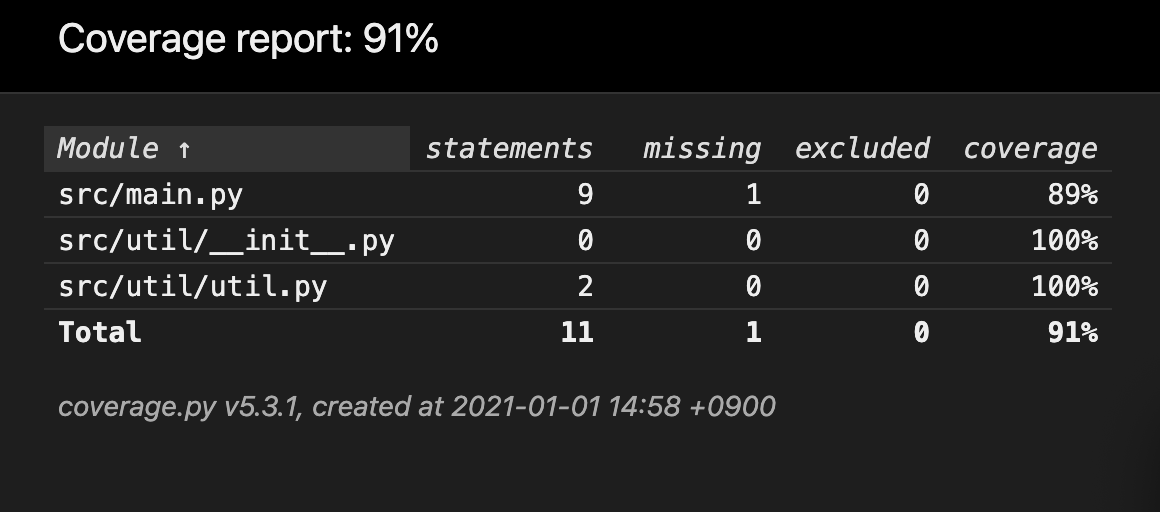 Coverage report: 91%
Module ↑ statements missing excluded coverage
src/main.py 9 1 0 89%
src/util/__init__.py 0 0 0 100%
src/util/util.py 2 0 0 100%
Total 11 1 0 91%
coverage.py v5.3.1, created at 2021-01-01 14:58 +0900